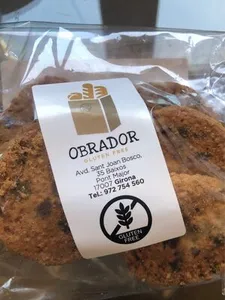 OBRADOR
GLUTEN FREE
Avd. Sant Joan Bosco,
35 Baixos
Pont Major
17007 Girona
Tel.: 972 754 560
GLUTEN
FREE